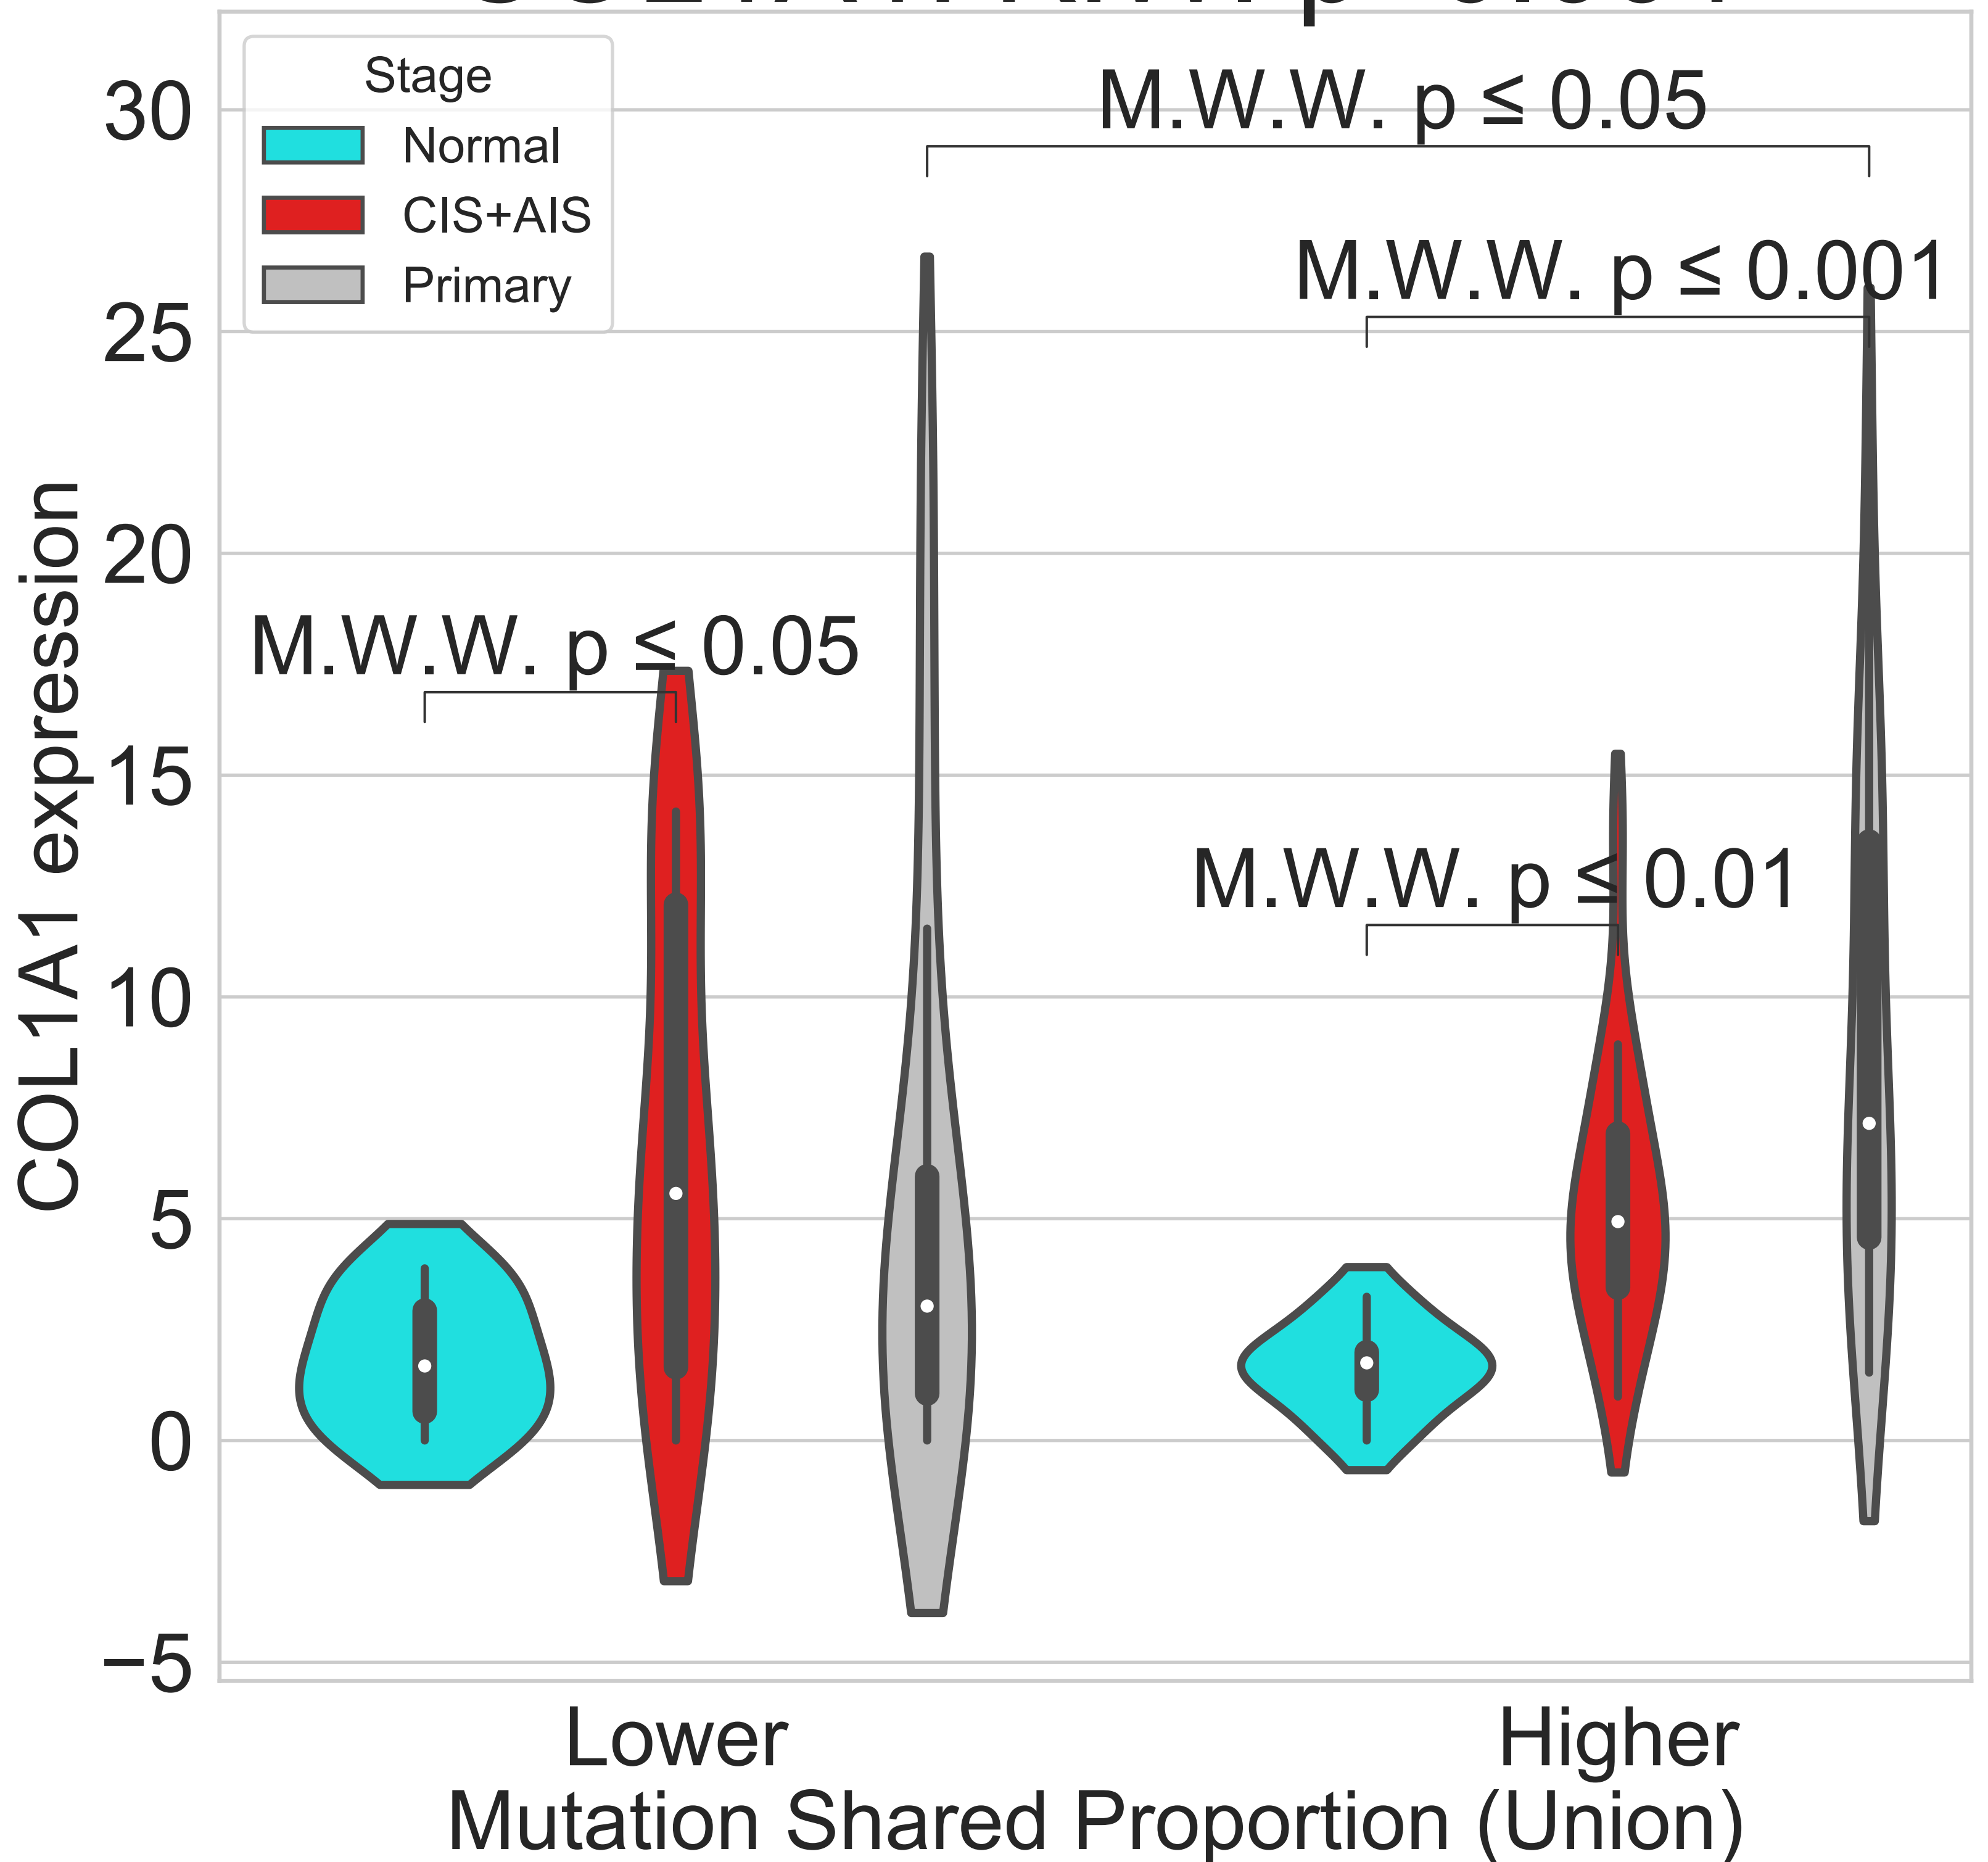 Stage
Normal
CIS+AIS
Primary
M.W.W. p ≤ 0.05
M.W.W. p ≤ 0.001
M.W.W. p ≤ 0.05
M.W.W. p ≤ 0.01
30
25
20
15
10
5
0
−5
COL1A1 expression
Lower
Higher
Mutation Shared Proportion (Union)